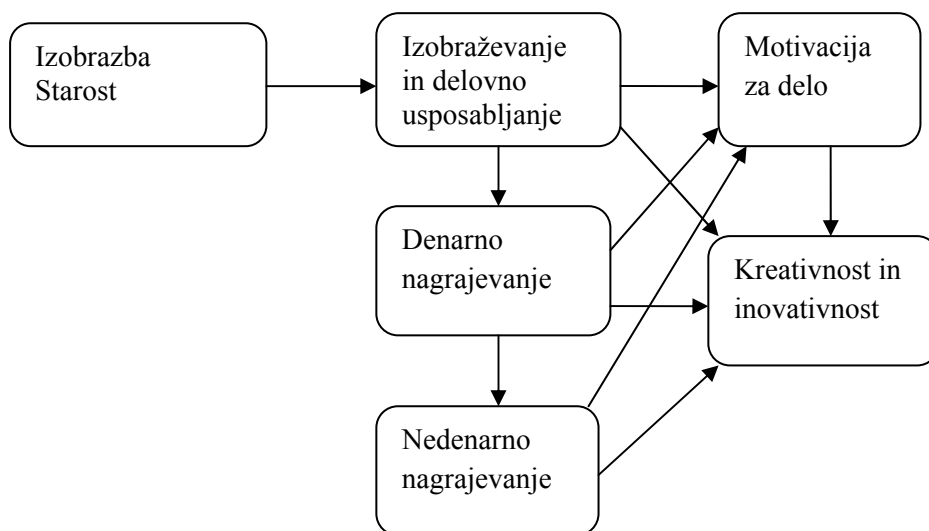 Izobrazba
Starost
Izobraževanje
in delovno
usposabljanje
Motivacija
za delo
Denarno
nagrajevanje
Kreativnost in
inovativnost
Nedenarno
nagrajevanje